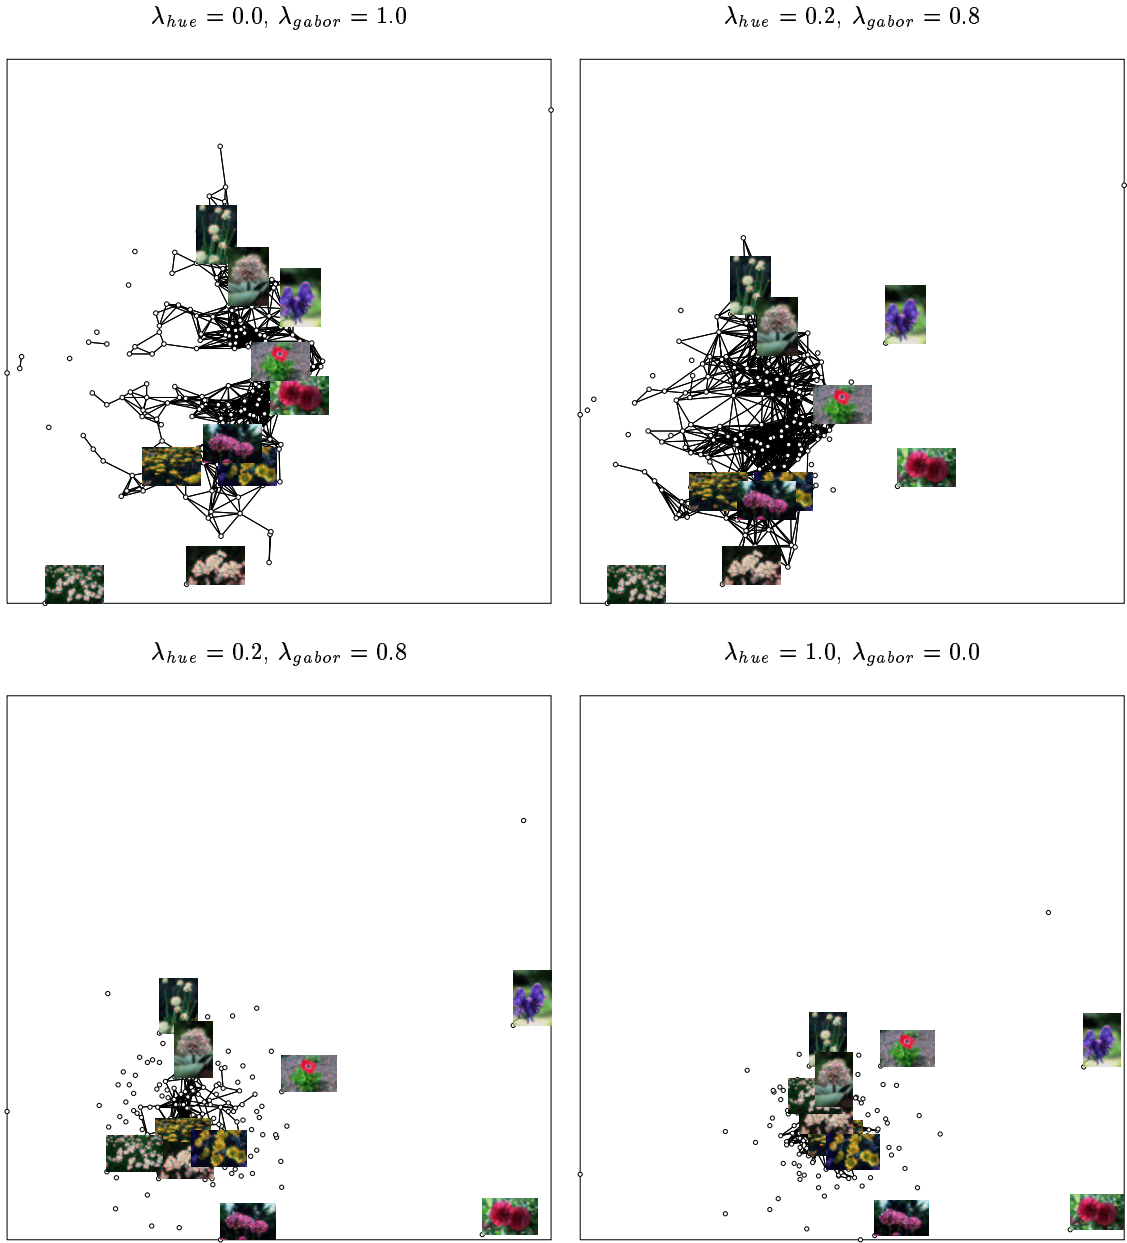 λhue = 0.0, λgabor = 1.0
λhue = 0.2, λgabor = 0.8
λhue = 0.2, λgabor = 0.8
λhue = 1.0, λgabor = 0.0